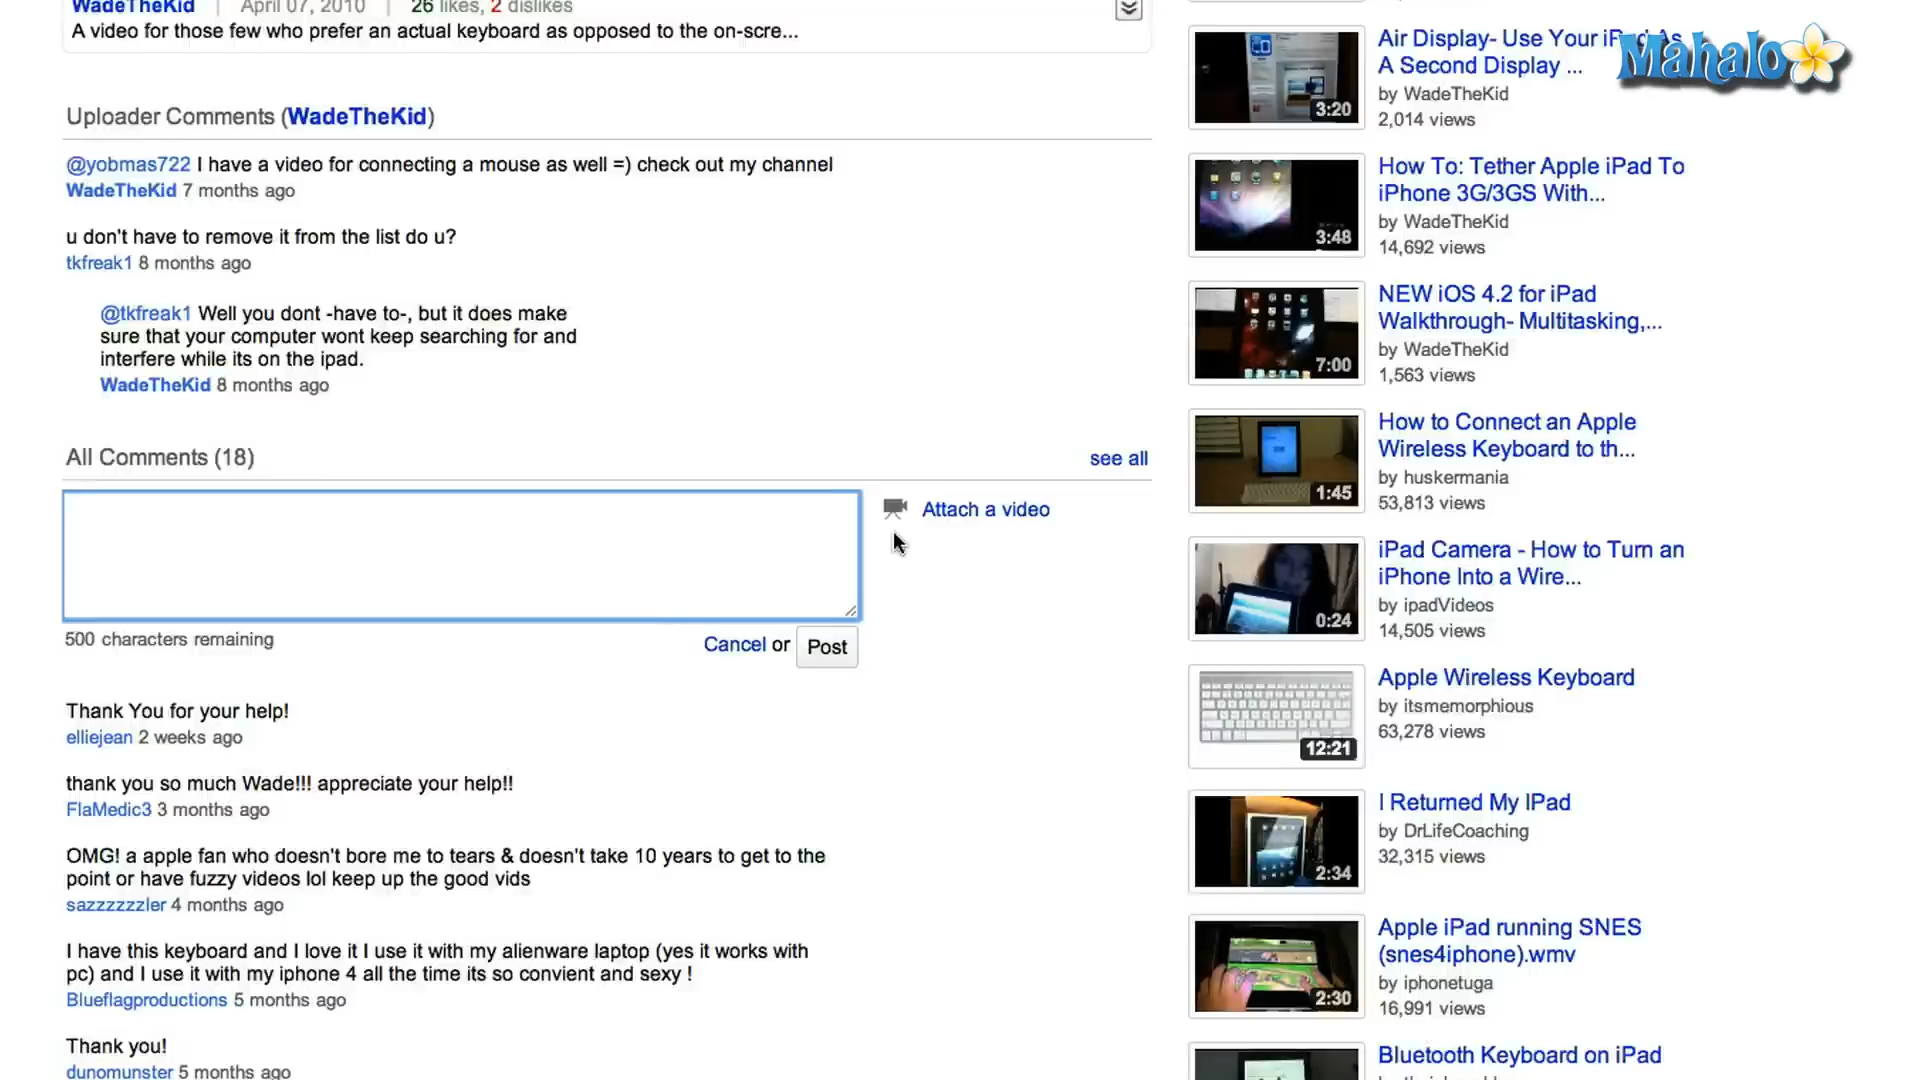 WadeTheKid | April 07, 2010 | 26 likes, 2 dislikes
A video for those few who prefer an actual keyboard as opposed to the on-scre...
Uploader Comments (WadeTheKid)
@yobmas722 I have a video for connecting a mouse as well =) check out my channel
WadeTheKid 7 months ago
u don't have to remove it from the list do u?
tkfreak1 8 months ago
@tkfreak1 Well you dont -have to-, but it does make
sure that your computer wont keep searching for and
interfere while its on the ipad.
WadeTheKid 8 months ago
All Comments (18)
see all
Attach a video
500 characters remaining
Cancel or Post
Thank You for your help!
elliejean 2 weeks ago
thank you so much Wade!!! appreciate your help!!
FlaMedic3 3 months ago
OMG! a apple fan who doesn't bore me to tears & doesn't take 10 years to get to the
point or have fuzzy videos lol keep up the good vids
sazzzzzzler 4 months ago
I have this keyboard and I love it I use it with my alienware laptop (yes it works with
pc) and I use it with my iphone 4 all the time its so convient and sexy !
Blueflagproductions 5 months ago
Thank you!
dunomunster 5 months ago
Mahalo
3:20
Air Display- Use Your iPad As
A Second Display ...
by WadeTheKid
2,014 views
3:48
How To: Tether Apple iPad To
iPhone 3G/3GS With...
by WadeTheKid
14,692 views
7:00
NEW iOS 4.2 for iPad
Walkthrough- Multitasking,...
by WadeTheKid
1,563 views
1:45
How to Connect an Apple
Wireless Keyboard to th...
by huskermania
53,813 views
0:24
iPad Camera - How to Turn an
iPhone Into a Wire...
by ipadVideos
14,505 views
12:21
Apple Wireless Keyboard
by itsmemorphious
63,278 views
2:34
I Returned My IPad
by DrLifeCoaching
32,315 views
2:30
Apple iPad running SNES
(snes4iphone).wmv
by iphonetuga
16,991 views
Bluetooth Keyboard on iPad